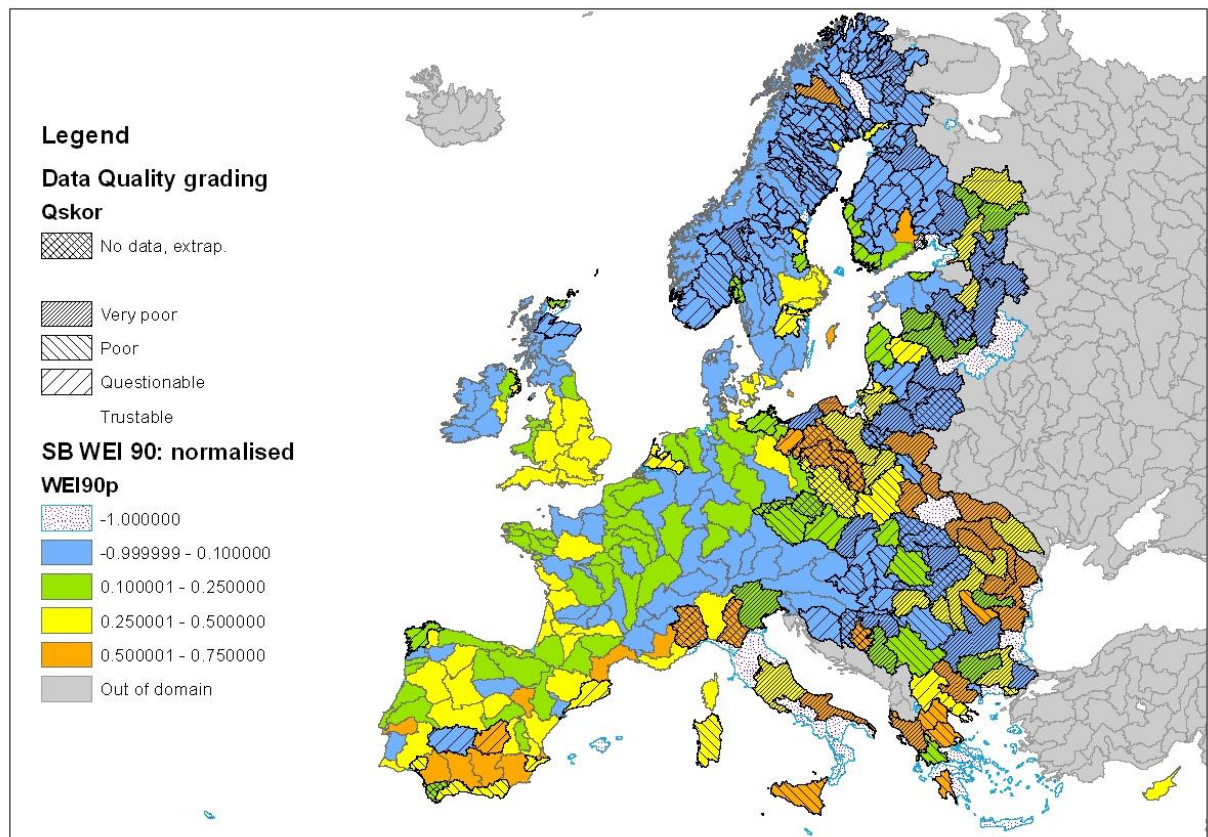 Legend
Data Quality grading
Qskor
No data, extrap.
Very poor
Poor
Questionable
Trustable
SB WEI 90: normalised
WEI90p
-1.000000
-0.999999 - 0.100000
0.100001 - 0.250000
0.250001 - 0.500000
0.500001 - 0.750000
Out of domain